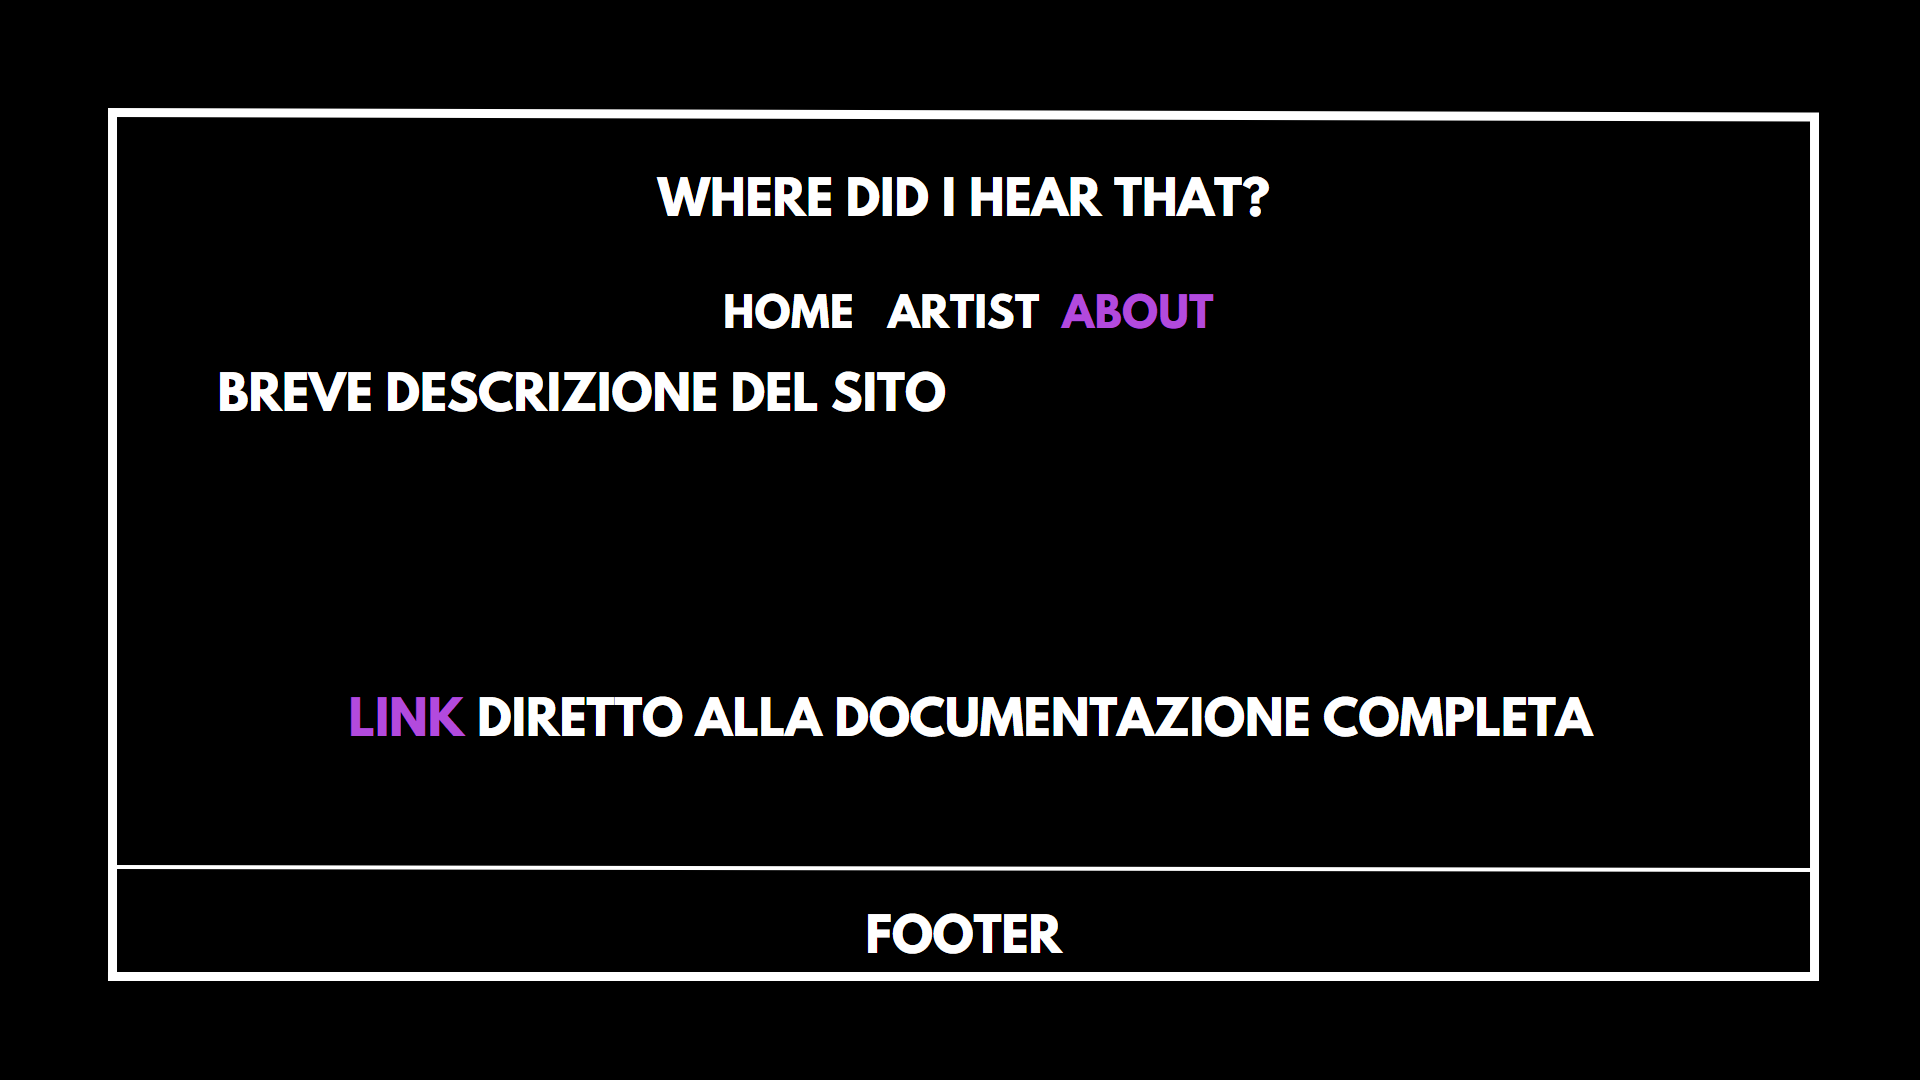 WHERE DID I HEAR THAT?
HOME ARTIST ABOUT
BREVE DESCRIZIONE DEL SITO
LINK DIRETTO ALLA DOCUMENTAZIONE COMPLETA
FOOTER